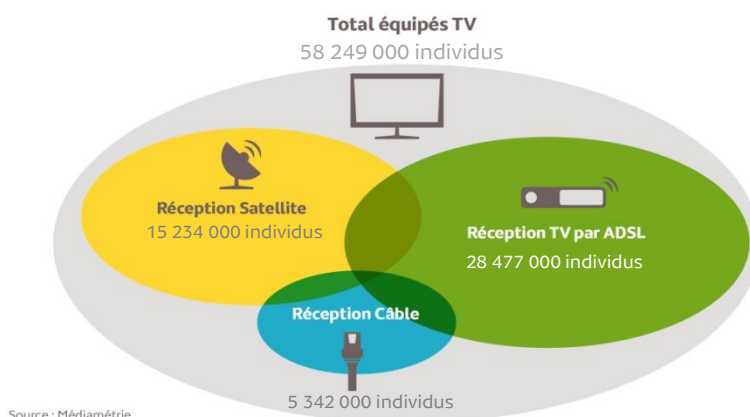 Total équipés TV
58 249 000 individus
Réception Satellite
15 234 000 individus
Réception TV par ADSL
28 477 000 individus
Réception Câble
5 342 000 individus
Source : Médiamétrie